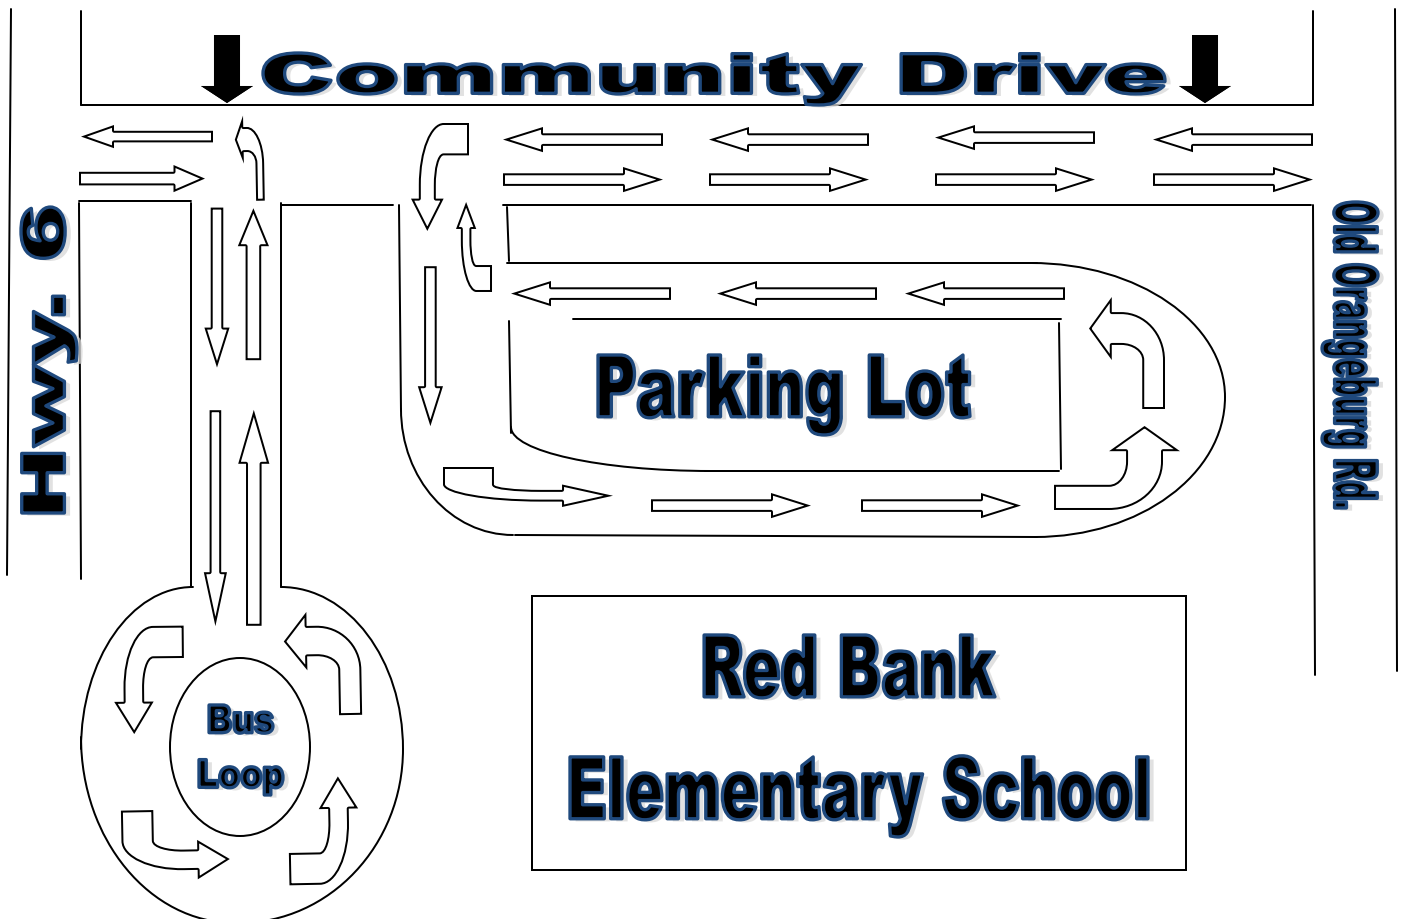 Community Drive
Hwy. 6
Old Orangeburg Rd.
Parking Lot
Red Bank
Elementary School
Bus
Loop